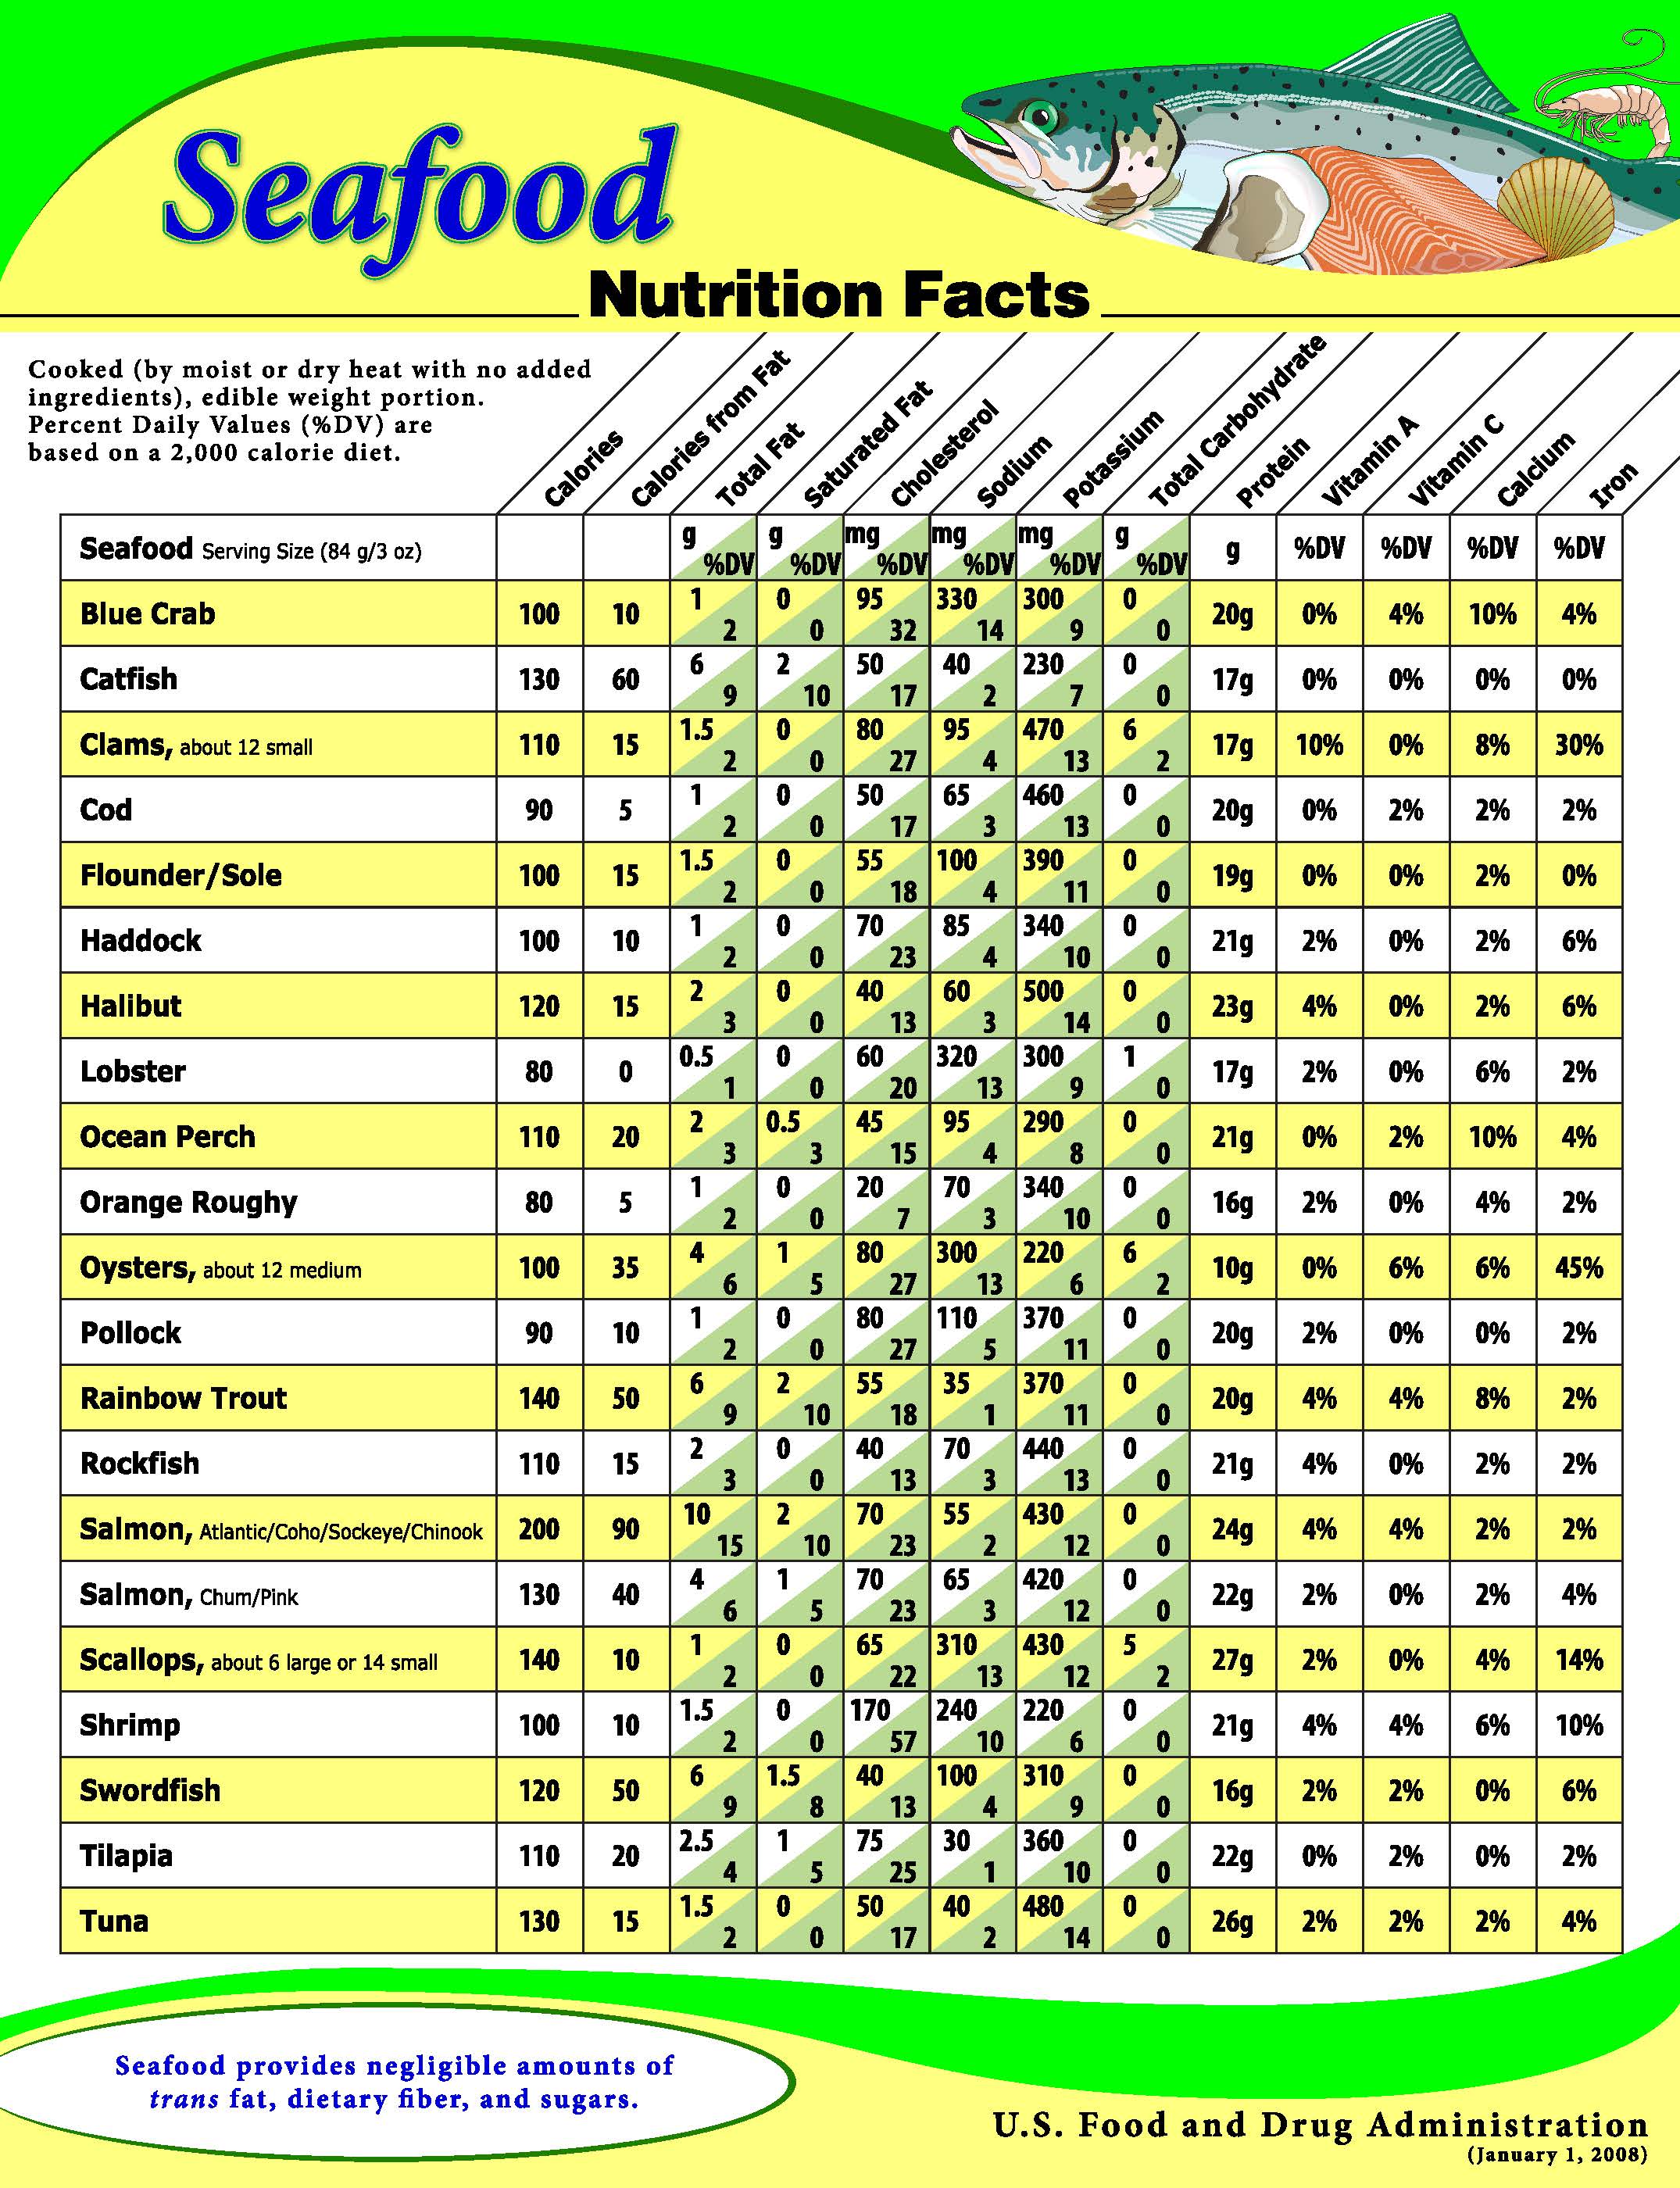 Seafood
Nutrition Facts
Cooked (by moist or dry heat with no added
ingredients), edible weight portion.
Percent Daily Values (%DV) are
based on a 2,000 calorie diet.
Calories
Calories from Fat
Total Fat
Saturated Fat
Cholesterol
Sodium
Potassium
Total Carbohydrate
Protein
Vitamin A
Vitamin C
Calcium
Iron
Seafood Serving Size (84 g/3 oz) g %DV g %DV mg %DV mg %DV mg %DV g %DV g %DV %DV %DV %DV
Blue Crab 100 10 1 2 0 0 95 32 330 14 300 9 0 0 20g 0% 4% 10% 4%
Catfish 130 60 6 9 2 10 50 17 40 2 230 7 0 0 17g 0% 0% 0% 0%
Clams, about 12 small 110 15 1.5 2 0 0 80 27 95 4 470 13 6 2 17g 10% 0% 8% 30%
Cod 90 5 1 2 0 0 50 17 65 3 460 13 0 0 20g 0% 2% 2% 2%
Flounder/Sole 100 15 1.5 2 0 0 55 18 100 4 390 11 0 0 19g 0% 0% 2% 0%
Haddock 100 10 1 2 0 0 70 23 85 4 340 10 0 0 21g 2% 0% 2% 6%
Halibut 120 15 2 3 0 0 40 13 60 3 500 14 0 0 23g 4% 0% 2% 6%
Lobster 80 0 0.5 1 0 0 60 20 320 13 300 9 1 0 17g 2% 0% 6% 2%
Ocean Perch 110 20 2 3 0.5 3 45 15 95 4 290 8 0 0 21g 0% 2% 10% 4%
Orange Roughy 80 5 1 2 0 0 20 7 70 3 340 10 0 0 16g 2% 0% 4% 2%
Oysters, about 12 medium 100 35 4 6 1 5 80 27 300 13 220 6 6 2 10g 0% 6% 6% 45%
Pollock 90 10 1 2 0 0 80 27 110 5 370 11 0 0 20g 2% 0% 0% 2%
Rainbow Trout 140 50 6 9 2 10 55 18 35 1 370 11 0 0 20g 4% 4% 8% 2%
Rockfish 110 15 2 3 0 0 40 13 70 3 440 13 0 0 21g 4% 0% 2% 2%
Salmon, Atlantic/Coho/Sockeye/Chinook 200 90 10 15 2 10 70 23 55 2 430 12 0 0 24g 4% 4% 2% 2%
Salmon, Chum/Pink 130 40 4 6 1 5 70 23 65 3 420 12 0 0 22g 2% 0% 2% 4%
Scallops, about 6 large or 14 small 140 10 1 2 0 0 65 22 310 13 430 12 5 2 27g 2% 0% 4% 14%
Shrimp 100 10 1.5 2 0 0 170 57 240 10 220 6 0 0 21g 4% 4% 6% 10%
Swordfish 120 50 6 9 1.5 8 40 13 100 4 310 9 0 0 16g 2% 2% 0% 6%
Tilapia 110 20 2.5 4 1 5 75 25 30 1 360 10 0 0 22g 0% 2% 0% 2%
Tuna 130 15 1.5 2 0 0 50 17 40 2 480 14 0 0 26g 2% 2% 2% 4%
Seafood provides negligible amounts of
trans fat, dietary fiber, and sugars.
U.S. Food and Drug Administration
(January 1, 2008)